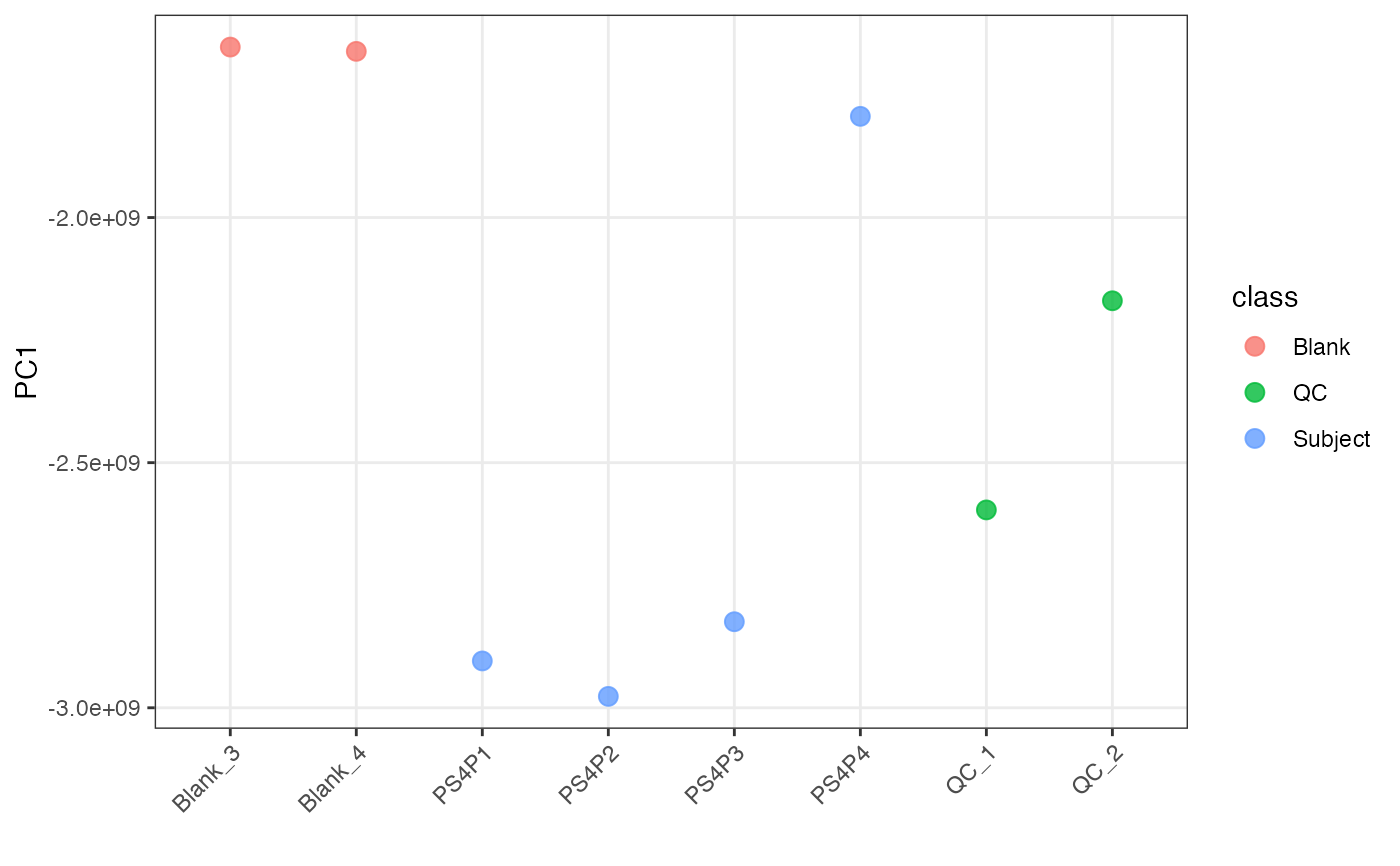 PC1
-2.0e+09
-2.5e+09
-3.0e+09
Blank_3
Blank_4
PS4P1
PS4P2
PS4P3
PS4P4
QC_1
QC_2
class
Blank
QC
Subject